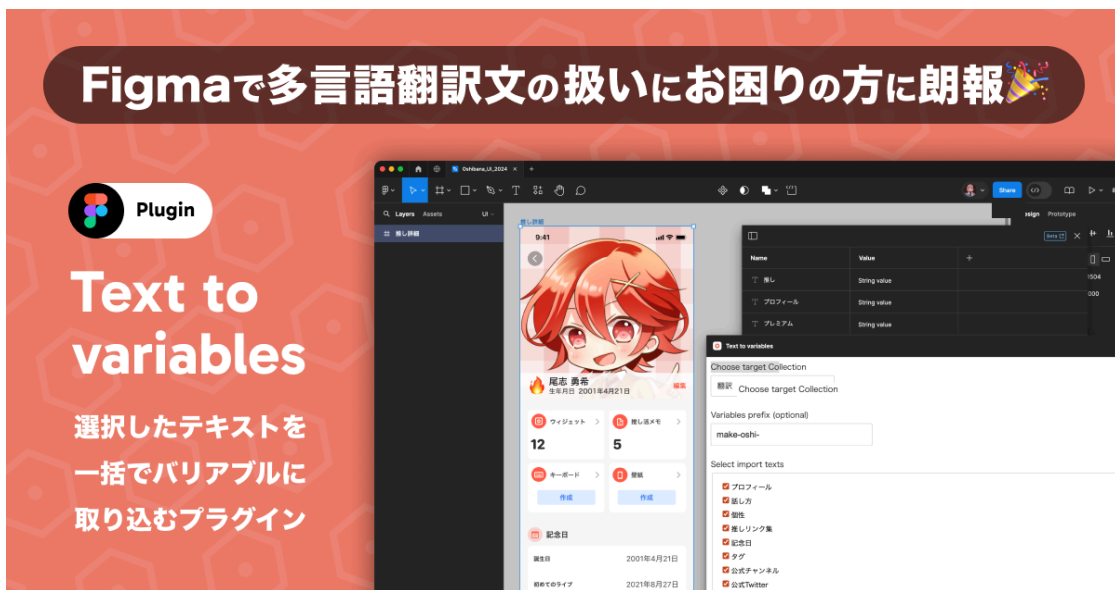 Figmaで多言語翻訳文の扱いにお困りの方に朗報🎉
Plugin
Text to
variables
選択したテキストを
一括でバリアブルに
取り込むプラグイン
Oshibana_UI_2024
Share
Layers Assets UI
推し詳細
推し詳細
9:41
尾志 勇希
生年月日 2001年4月21日
編集
ウィジェット
12
推し活メモ
5
キーボード
作成
壁紙
作成
記念日
誕生日 2001年4月21日
初めてのライブ 2021年8月27日
Prototype
Beta
Name Value
推し String value
プロフィール String value
プレミアム String value
Text to variables
Choose target Collection
翻訳
Choose target Collection
Variables prefix (optional)
make-oshi-
Select import texts
プロフィール
話し方
個性
推しリンク集
記念日
タグ
公式チャンネル
公式Twitter